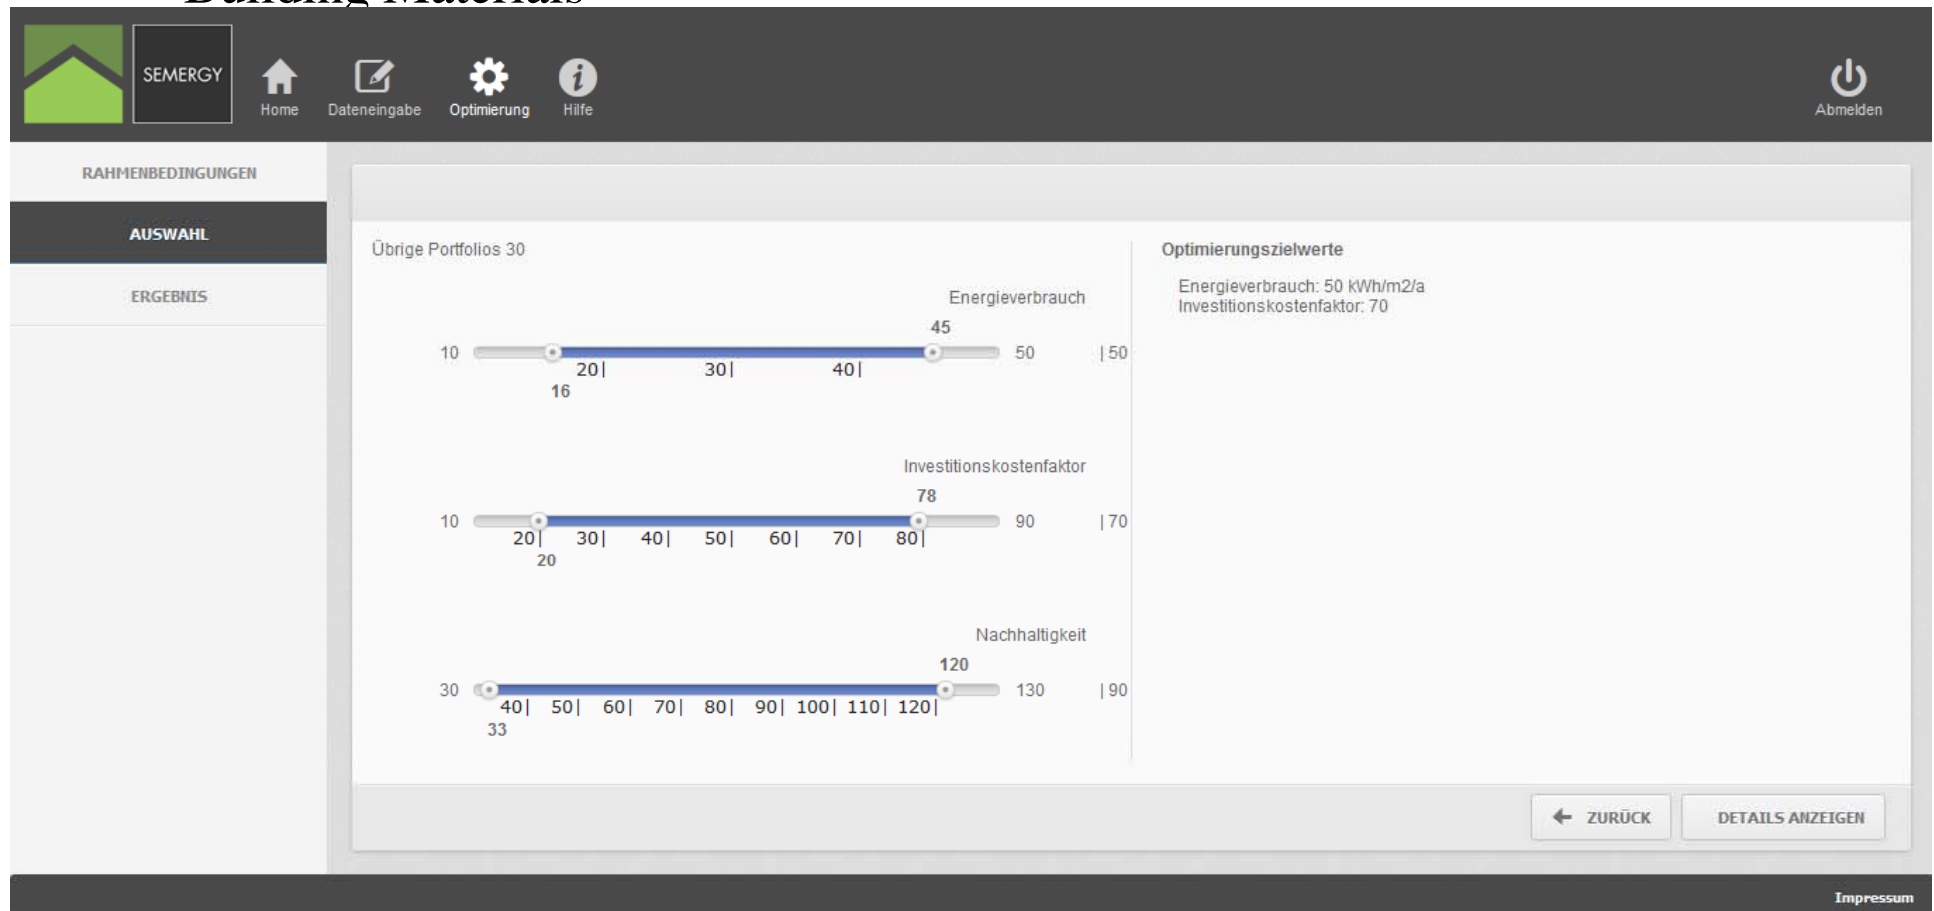 Building Materials
SEMERGY
Home
Dateneingabe
Optimierung
Hilfe
Abmelden
RAHMENBEDINGUNGEN
AUSWAHL
ERGEBNIS
Übrige Portfolios 30
Energieverbrauch
45
10
50
|50
20| 30| 40|
16
Investitionskostenfaktor
78
10
90
|70
20| 30| 40| 50| 60| 70| 80|
20
Nachhaltigkeit
120
30
130
|90
40| 50| 60| 70| 80| 90| 100| 110| 120|
33
Optimierungszielwerte
Energieverbrauch: 50 kWh/m2/a
Investitionskostenfaktor: 70
ZURÜCK
DETAILS ANZEIGEN
Impressum